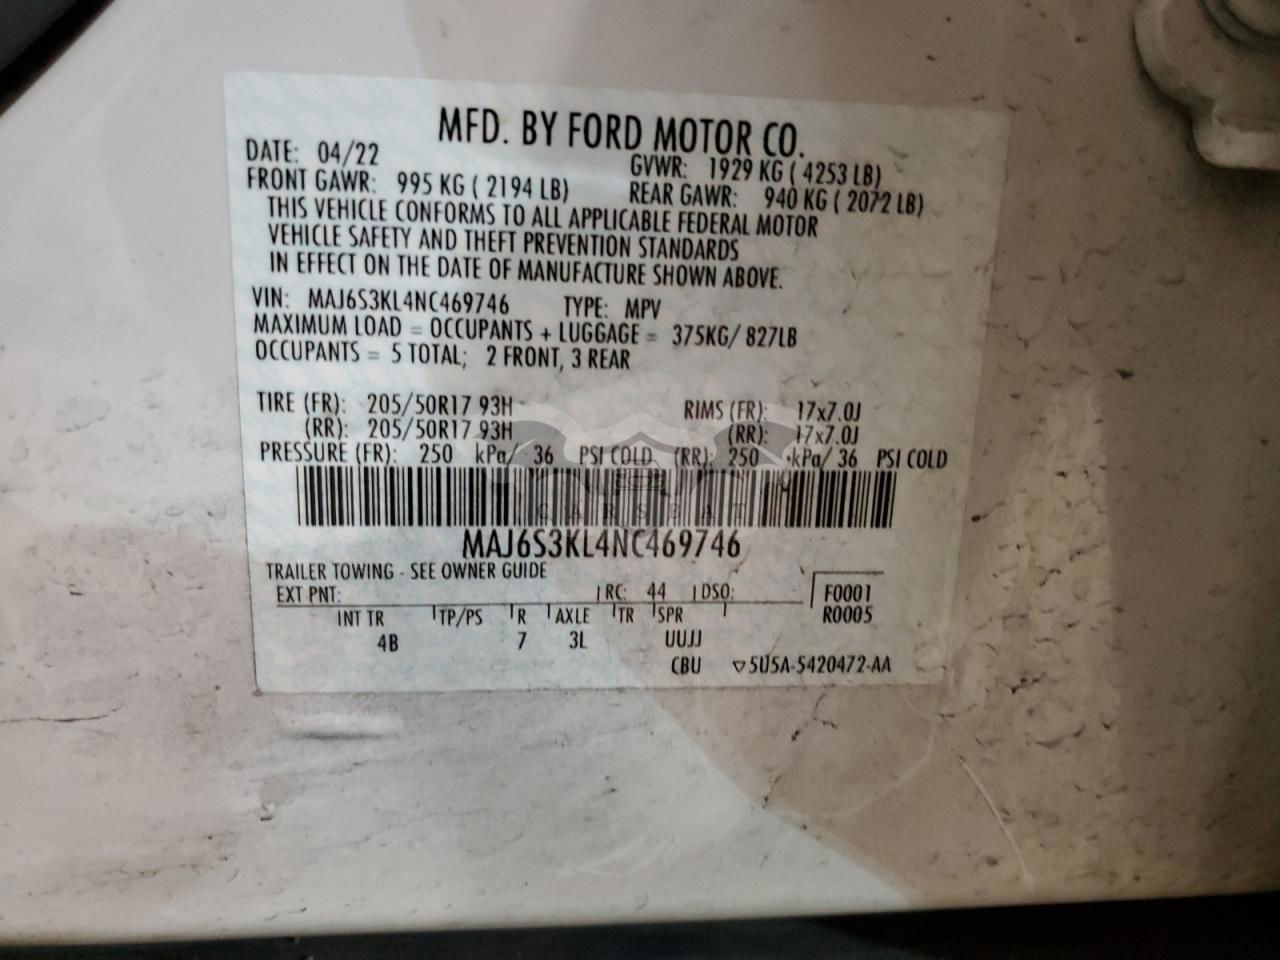 MFD. BY FORD MOTOR CO.
DATE: 04/22 GVWR: 1929 KG ( 4253 LB)
FRONT GAWR: 995 KG ( 2194 LB) REAR GAWR: 940 KG ( 2072 LB)
THIS VEHICLE CONFORMS TO ALL APPLICABLE FEDERAL MOTOR
VEHICLE SAFETY AND THEFT PREVENTION STANDARDS
IN EFFECT ON THE DATE OF MANUFACTURE SHOWN ABOVE.
VIN: MAJ6S3KL4NC469746 TYPE: MPV
MAXIMUM LOAD = OCCUPANTS + LUGGAGE = 375KG/ 827LB
OCCUPANTS = 5 TOTAL; 2 FRONT, 3 REAR
TIRE (FR): 205/50R17 93H RIMS (FR): 17x7.0J
(RR): 205/50R17 93H (RR): 17x7.0J
PRESSURE (FR): 250 kPa/ 36 PSI COLD (RR): 250 kPa/ 36 PSI COLD
CARSBAT
MAJ6S3KL4NC469746
TRAILER TOWING - SEE OWNER GUIDE
EXT PNT: RC: 44 DSO: F0001
INT TR TP/PS R AXLE TR SPR R0005
4B 7 3L UUJJ
CBU ▽5U5A-5420472-AA